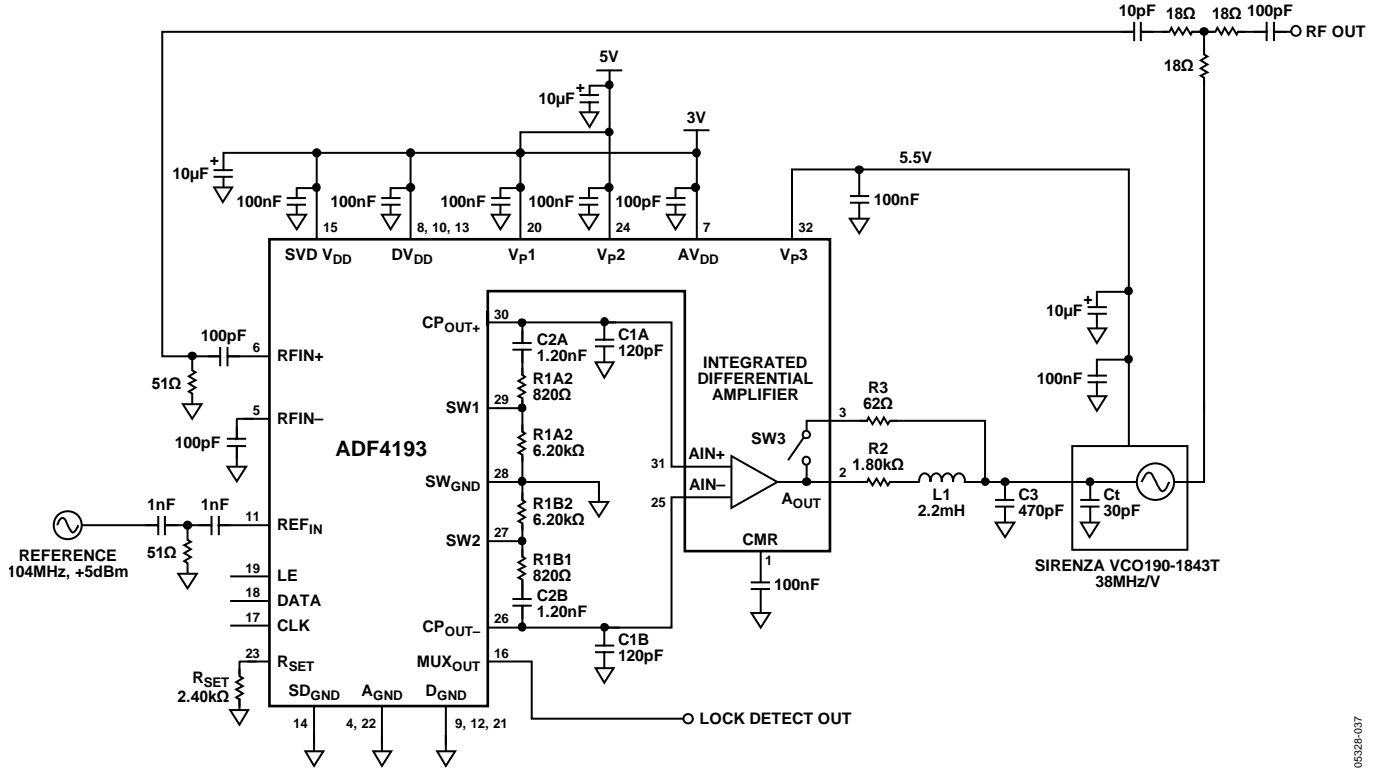 10pF 18Ω 18Ω 100pF
RF OUT
18Ω
5V
10µF +
3V
10µF +
5.5V
100nF 100nF 100nF 100nF 100pF 100nF
15 8, 10, 13 20 24 7 32
SVD VDD DVDD VP1 VP2 AVDD VP3
10µF +
100nF
100pF
6 RFIN+
51Ω
5 RFIN–
100pF
ADF4193
1nF 1nF
11 REFIN
51Ω
REFERENCE
104MHz, +5dBm
19 LE
18 DATA
17 CLK
23 RSET
RSET
2.40kΩ
SDGND AGND DGND
14 4, 22 9, 12, 21
CPOUT+ 30
C2A
1.20nF
C1A
120pF
R1A2
820Ω
SW1 29
R1A2
6.20kΩ
SWGND 28
R1B2
6.20kΩ
SW2 27
R1B1
820Ω
C2B
1.20nF
CPOUT– 26
C1B
120pF
MUXOUT 16
LOCK DETECT OUT
INTEGRATED
DIFFERENTIAL
AMPLIFIER
SW3
31 AIN+
25 AIN–
AOUT
CMR
1
100nF
3
R3
62Ω
2
R2
1.80kΩ
L1
2.2mH
C3
470pF
Ct
30pF
SIRENZA VCO190-1843T
38MHz/V
05328-037